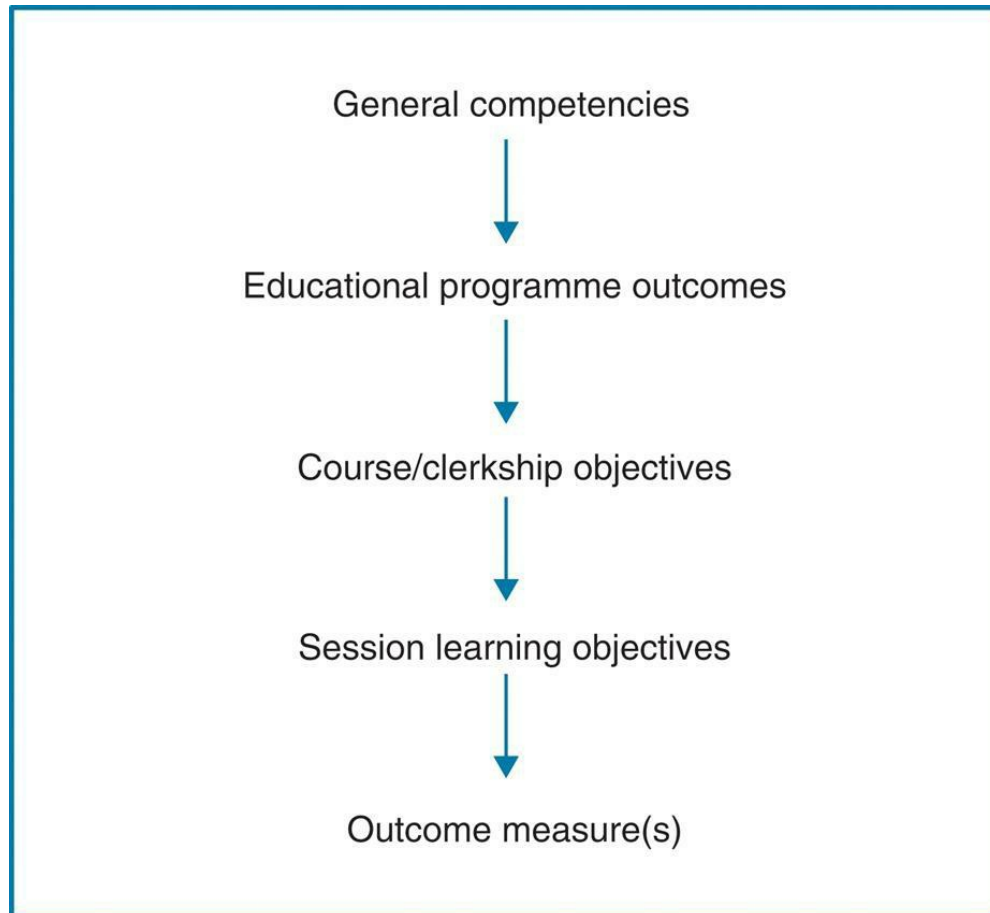 General competencies
Educational programme outcomes
Course/clerkship objectives
Session learning objectives
Outcome measure(s)